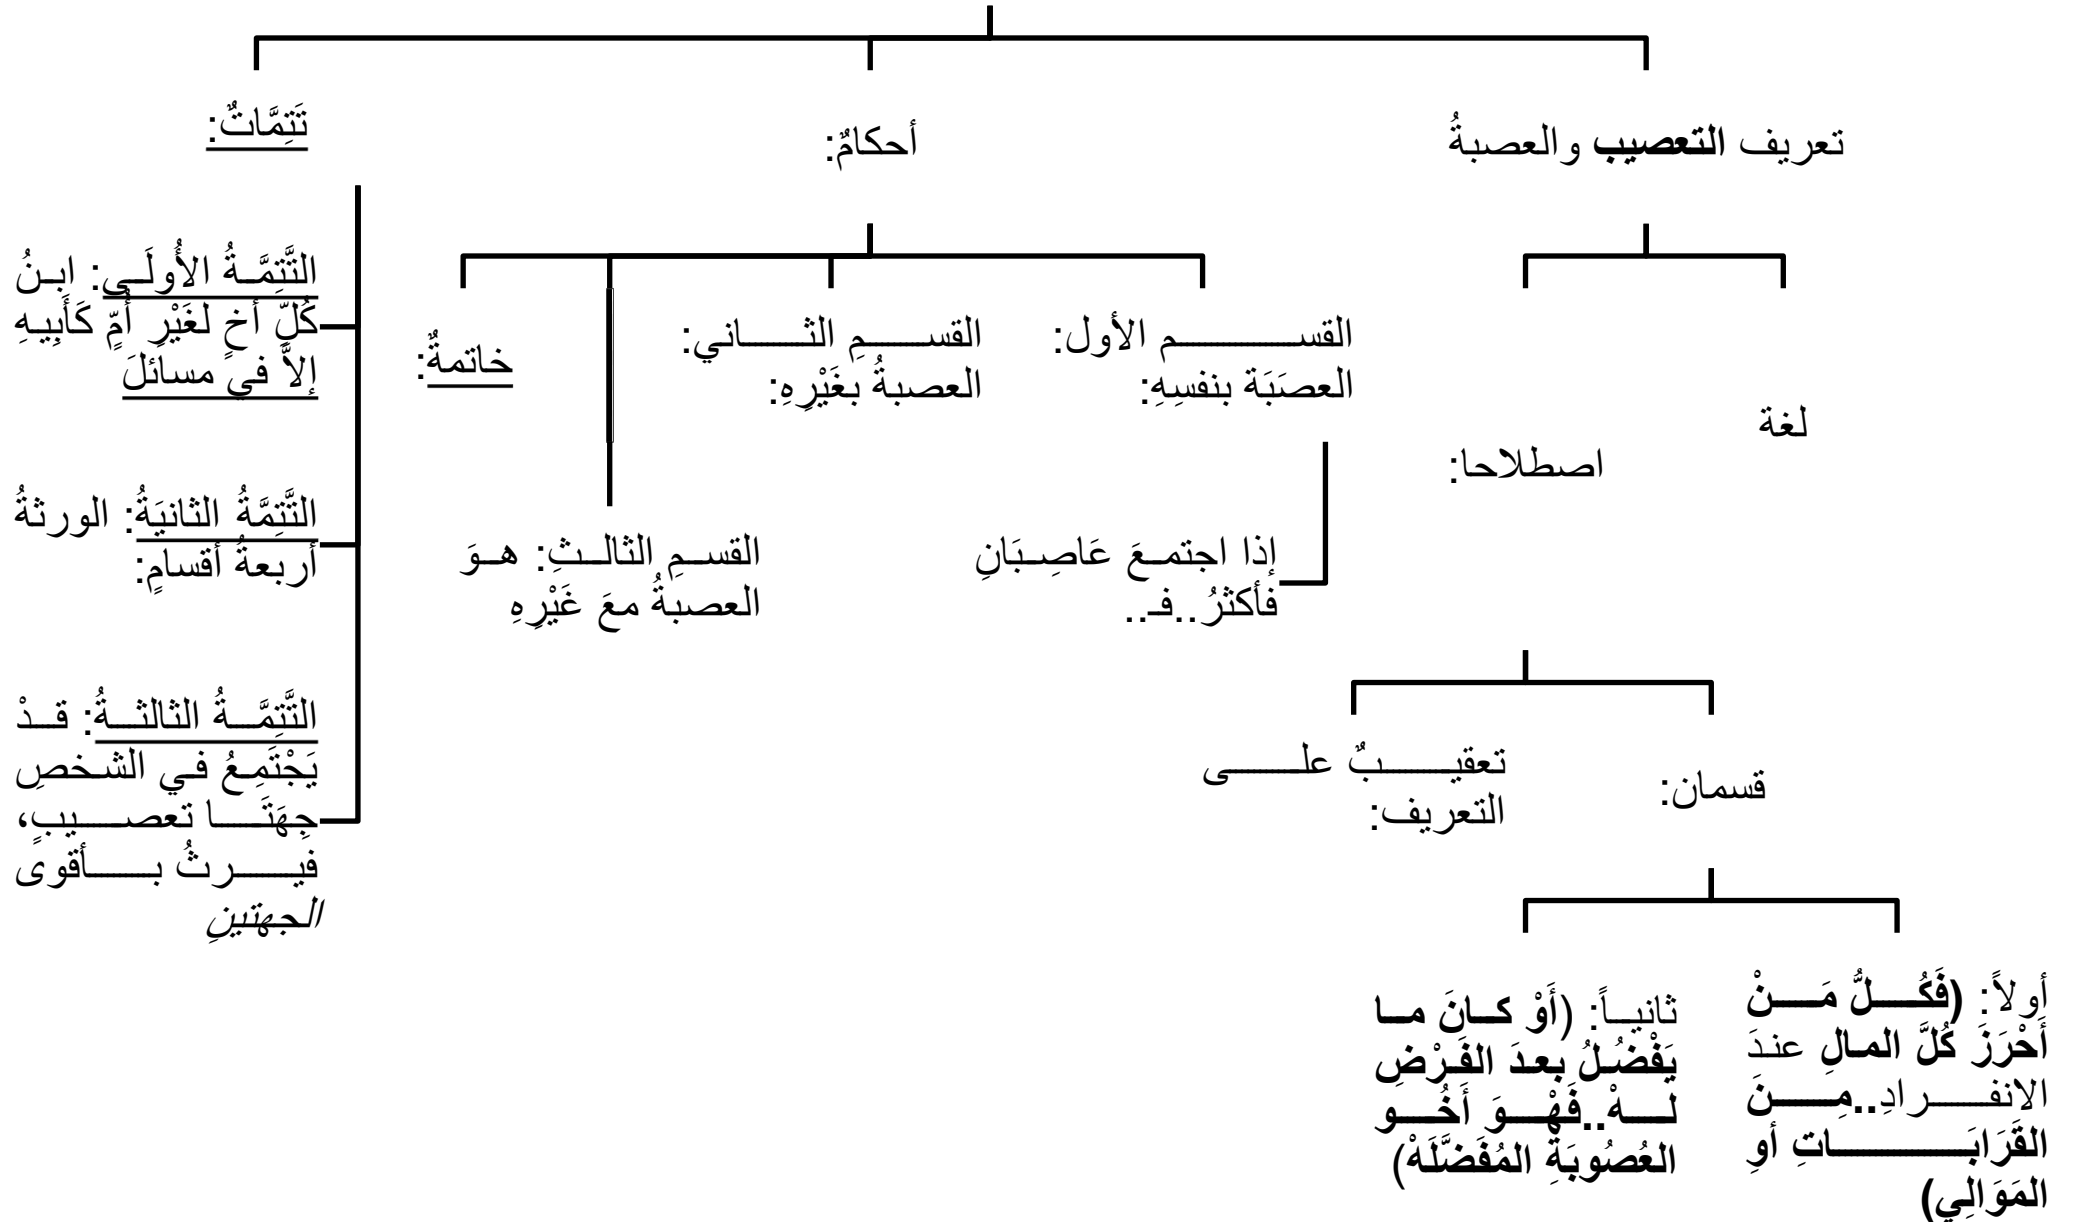 تعريف التعصيب والعصبةُ
أحكامٌ:
تَتِمَّاتٌ:
لغة
اصطلاحا:
قسمان:
تعقيبٌ على
التعريف:
أولاً: (فَكُلُّ مَنْ
أَحْرَزَ كُلَّ المالِ عندَ
الانفرادِ..مِنَ
القَرَابَاتِ أوِ
المَوَالِي)
ثانياً: (أَوْ كانَ ما
يَفْضُلُ بعدَ الفَرْضِ
لهْ..فَهْوَ أَخُو
العُصُوبَةِ المُفَضَّلَهْ)
القسم الأول:
العصَبَة بنفسِهِ:
إذا اجتمعَ عَاصِبَانِ
فأكثرُ..فـ..
القسمِ الثاني:
العصبةُ بغَيْرِهِ:
القسمِ الثالثِ: هوَ
العصبةُ معَ غَيْرِهِ
خاتمةٌ:
التَّتِمَّةُ الأُولَى: ابنُ
كُلِّ أخٍ لغَيْرِ أُمٍّ كَأَبِيهِ
إلاَّ في مسائلَ
التَّتِمَّةُ الثانيَةُ: الورثةُ
أربعةُ أقسامٍ:
التَّتِمَّةُ الثالثةُ: قدْ
يَجْتَمِعُ في الشخصِ
جِهَتَا تعصيبٍ،
فيرثُ بأقوى
الجهتينِ